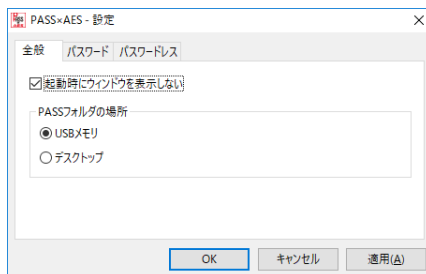 PASS×AES - 設定
全般 パスワード パスワードレス
起動時にウィンドウを表示しない
PASSフォルダの場所
USBメモリ
デスクトップ
OK キャンセル 適用(A)